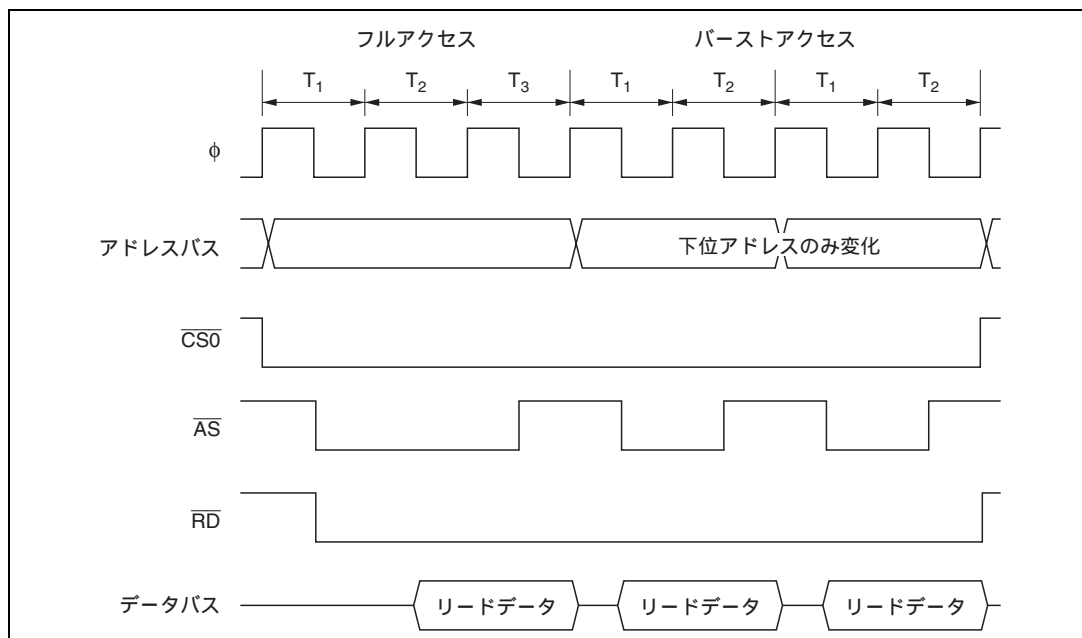 フルアクセス バーストアクセス
T1 T2 T3 T1 T2 T1 T2
φ
アドレスバス 下位アドレスのみ変化
CS0
AS
RD
データバス リードデータ リードデータ リードデータ